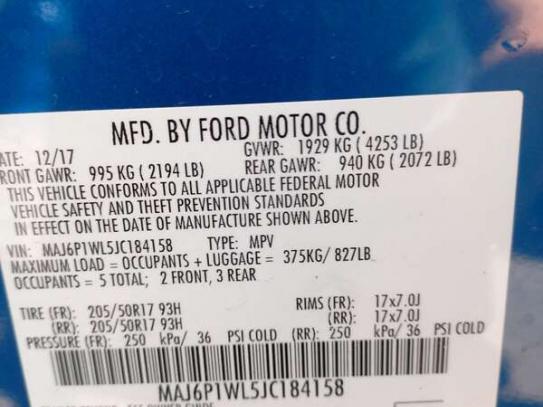 MFD. BY FORD MOTOR CO.
ATE: 12/17 GVWR: 1929 KG ( 4253 LB)
RONT GAWR: 995 KG ( 2194 LB) REAR GAWR: 940 KG ( 2072 LB)
THIS VEHICLE CONFORMS TO ALL APPLICABLE FEDERAL MOTOR
VEHICLE SAFETY AND THEFT PREVENTION STANDARDS
IN EFFECT ON THE DATE OF MANUFACTURE SHOWN ABOVE.
VIN: MAJ6P1WL5JC184158 TYPE: MPV
MAXIMUM LOAD = OCCUPANTS + LUGGAGE = 375KG/ 827LB
OCCUPANTS = 5 TOTAL; 2 FRONT, 3 REAR
TIRE (FR): 205/50R17 93H RIMS (FR): 17x7.0J
(RR): 205/50R17 93H (RR): 17x7.0J
PRESSURE (FR): 250 kPa/ 36 PSI COLD (RR): 250 kPa/ 36 PSI COLD
MAJ6P1WL5JC184158